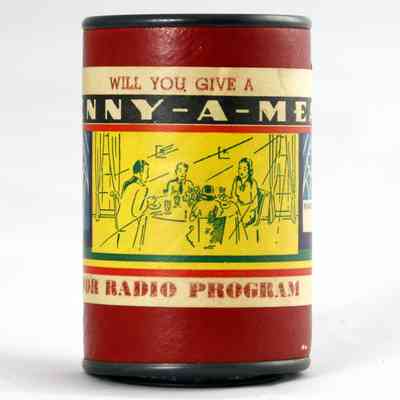 WILL YOU GIVE A
NNY-A-ME
OR RADIO PROGRAM